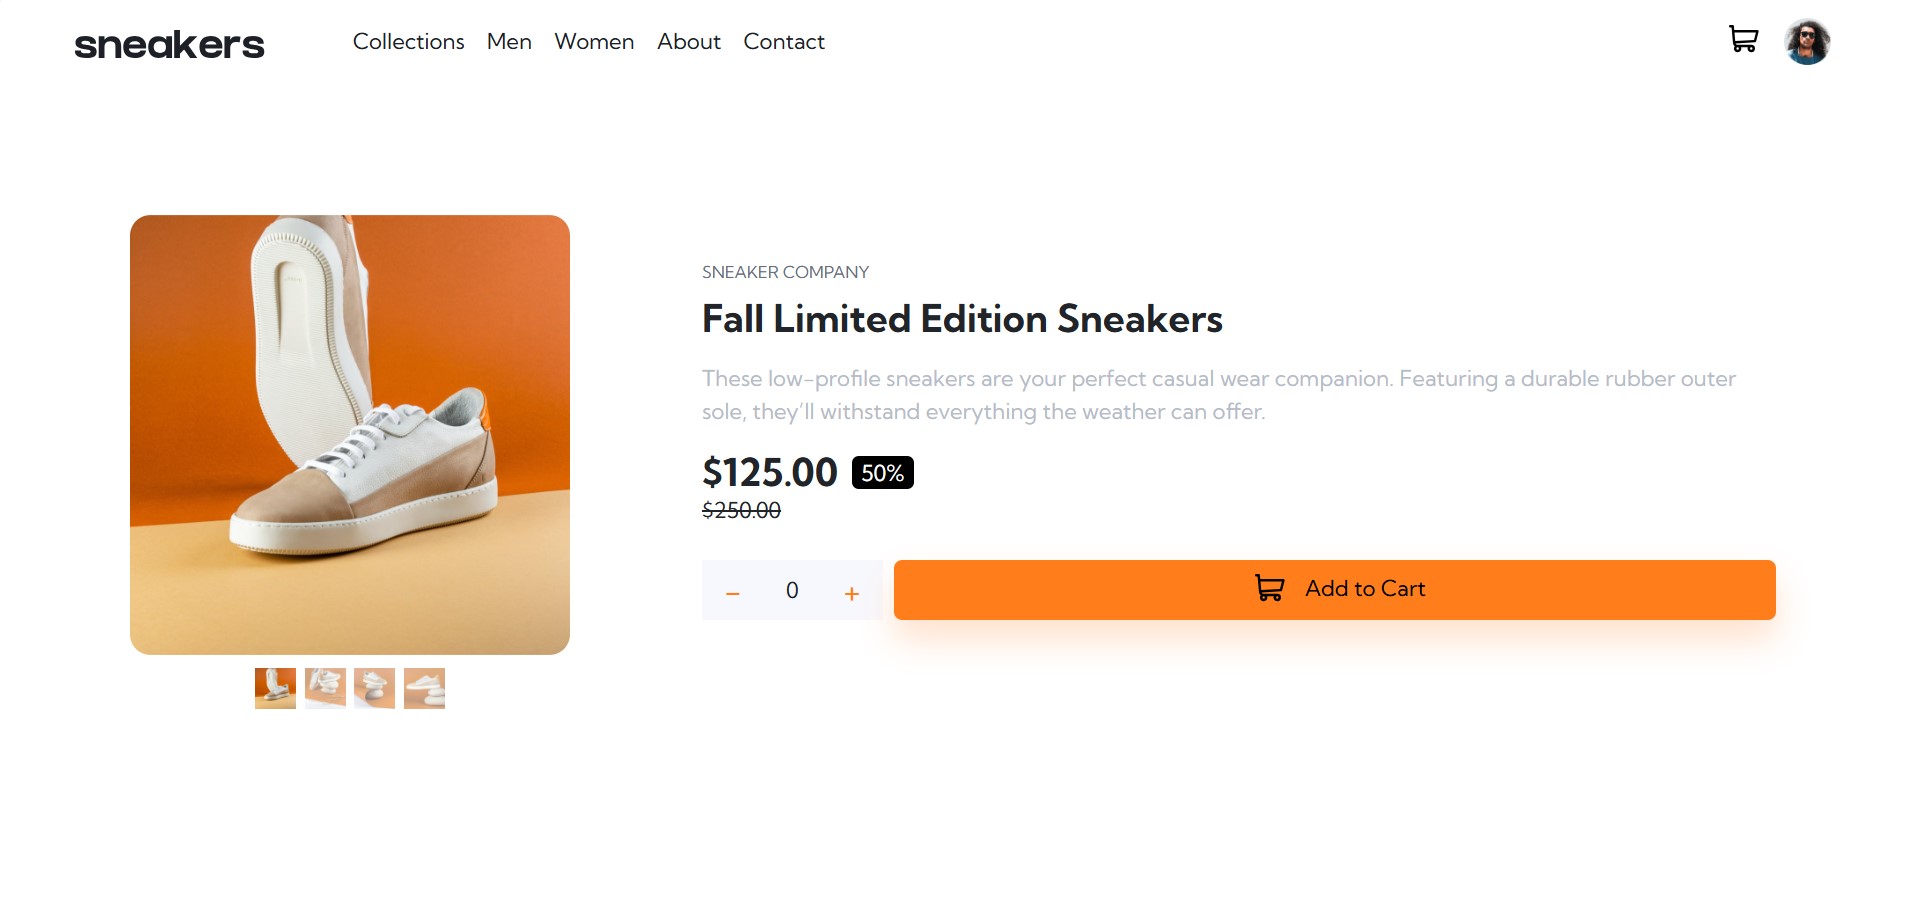 sneakers
Collections Men Women About Contact
SNEAKER COMPANY
Fall Limited Edition Sneakers
These low-profile sneakers are your perfect casual wear companion. Featuring a durable rubber outer
sole, they’ll withstand everything the weather can offer.
$125.00 50%
$250.00
− 0 +
Add to Cart